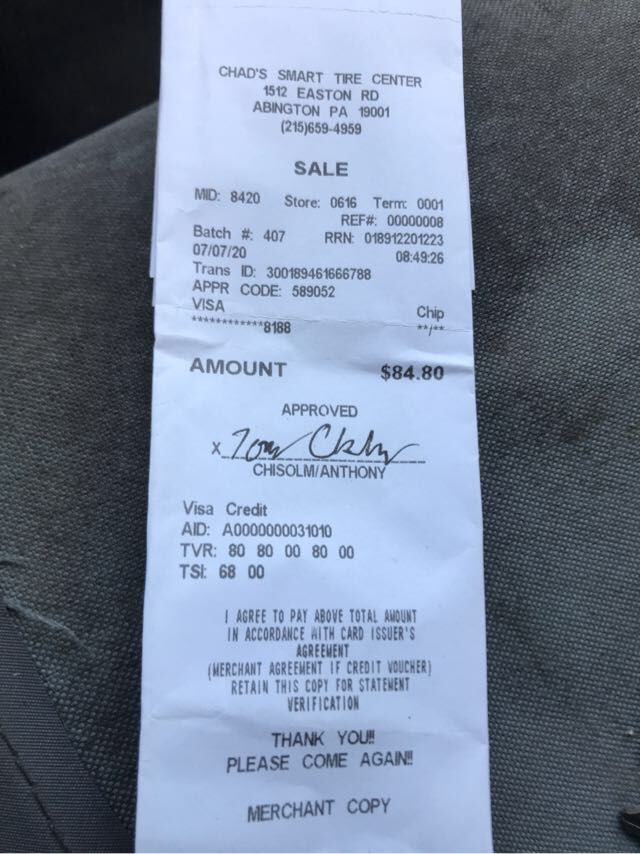 CHAD'S SMART TIRE CENTER
1512 EASTON RD
ABINGTON PA 19001
(215)659-4959
SALE
MID: 8420 Store: 0616 Term: 0001
REF#: 00000008
Batch #: 407 RRN: 018912201223
07/07/20 08:49:26
Trans ID: 300189461666788
APPR CODE: 589052
VISA Chip
************8188 **/**
AMOUNT $84.80
APPROVED
X
CHISOLM/ANTHONY
Visa Credit
AID: A0000000031010
TVR: 80 80 00 80 00
TSI: 68 00
I AGREE TO PAY ABOVE TOTAL AMOUNT
IN ACCORDANCE WITH CARD ISSUER'S
AGREEMENT
(MERCHANT AGREEMENT IF CREDIT VOUCHER)
RETAIN THIS COPY FOR STATEMENT
VERIFICATION
THANK YOU!!
PLEASE COME AGAIN!!
MERCHANT COPY